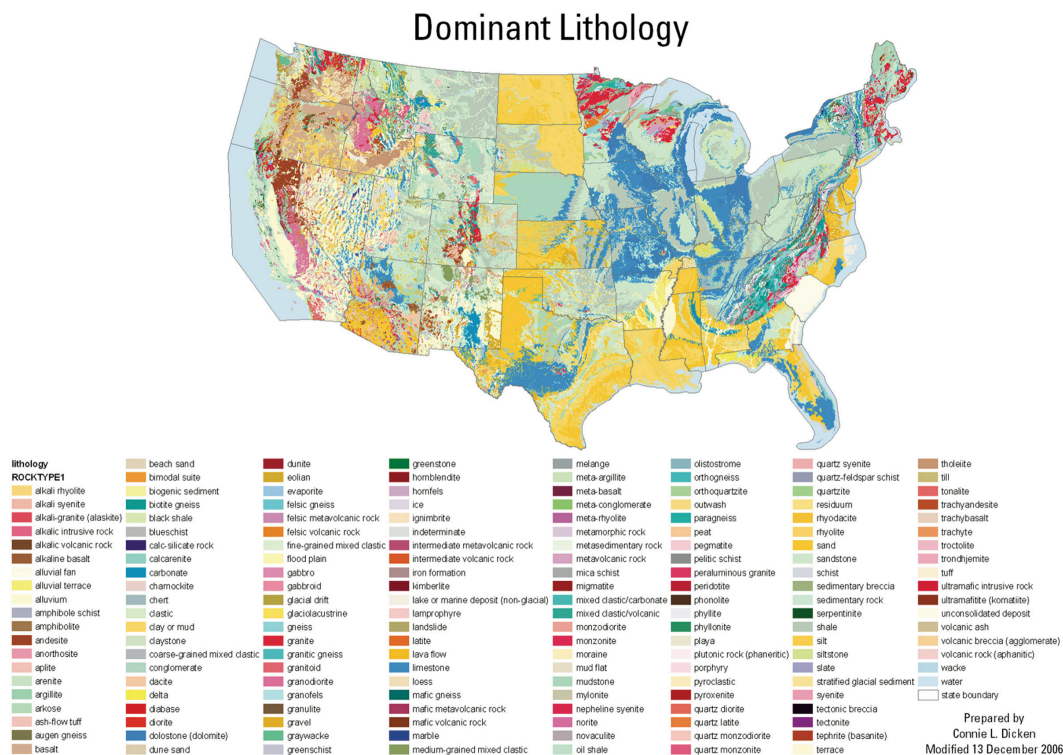 Dominant Lithology
lithology
ROCKTYPE1
alkali rhyolite
alkali syenite
alkali-granite (alaskite)
alkalic intrusive rock
alkalic volcanic rock
alkaline basalt
alluvial fan
alluvial terrace
alluvium
amphibole schist
amphibolite
andesite
anorthosite
aplite
arenite
argillite
arkose
ash-flow tuff
augen gneiss
basalt
beach sand
bimodal suite
biogenic sediment
biotite gneiss
black shale
blueschist
calc-silicate rock
calcarenite
carbonate
charnockite
chert
clastic
clay or mud
claystone
coarse-grained mixed clastic
conglomerate
dacite
delta
diabase
diorite
dolostone (dolomite)
dune sand
dunite
eolian
evaporite
felsic gneiss
felsic metavolcanic rock
felsic volcanic rock
fine-grained mixed clastic
flood plain
gabbro
gabbroid
glacial drift
glaciolacustrine
gneiss
granite
granitic gneiss
granitoid
granodiorite
granofels
granulite
gravel
graywacke
greenschist
greenstone
hornblendite
hornfels
ice
ignimbrite
indeterminate
intermediate metavolcanic rock
intermediate volcanic rock
iron formation
kimberlite
lake or marine deposit (non-glacial)
lamprophyre
landslide
latite
lava flow
limestone
loess
mafic gneiss
mafic metavolcanic rock
mafic volcanic rock
marble
medium-grained mixed clastic
melange
meta-argillite
meta-basalt
meta-conglomerate
meta-rhyolite
metamorphic rock
metasedimentary rock
metavolcanic rock
mica schist
migmatite
mixed clastic/carbonate
mixed clastic/volcanic
monzodiorite
monzonite
moraine
mud flat
mudstone
mylonite
nepheline syenite
norite
novaculite
oil shale
olistostrome
orthogneiss
orthoquartzite
outwash
paragneiss
peat
pegmatite
pelitic schist
peraluminous granite
peridotite
phonolite
phyllite
phyllonite
playa
plutonic rock (phaneritic)
porphyry
pyroclastic
pyroxenite
quartz diorite
quartz latite
quartz monzodiorite
quartz monzonite
quartz syenite
quartz-feldspar schist
quartzite
residuum
rhyodacite
rhyolite
sand
sandstone
schist
sedimentary breccia
sedimentary rock
serpentinite
shale
silt
siltstone
slate
stratified glacial sediment
syenite
tectonic breccia
tectonite
tephrite (basanite)
terrace
tholeiite
till
tonalite
trachyandesite
trachybasalt
trachyte
troctolite
trondhjemite
tuff
ultramafic intrusive rock
ultramafitite (komatiite)
unconsolidated deposit
volcanic ash
volcanic breccia (agglomerate)
volcanic rock (aphanitic)
wacke
water
state boundary
Prepared by
Connie L. Dicken
Modified 13 December 2006